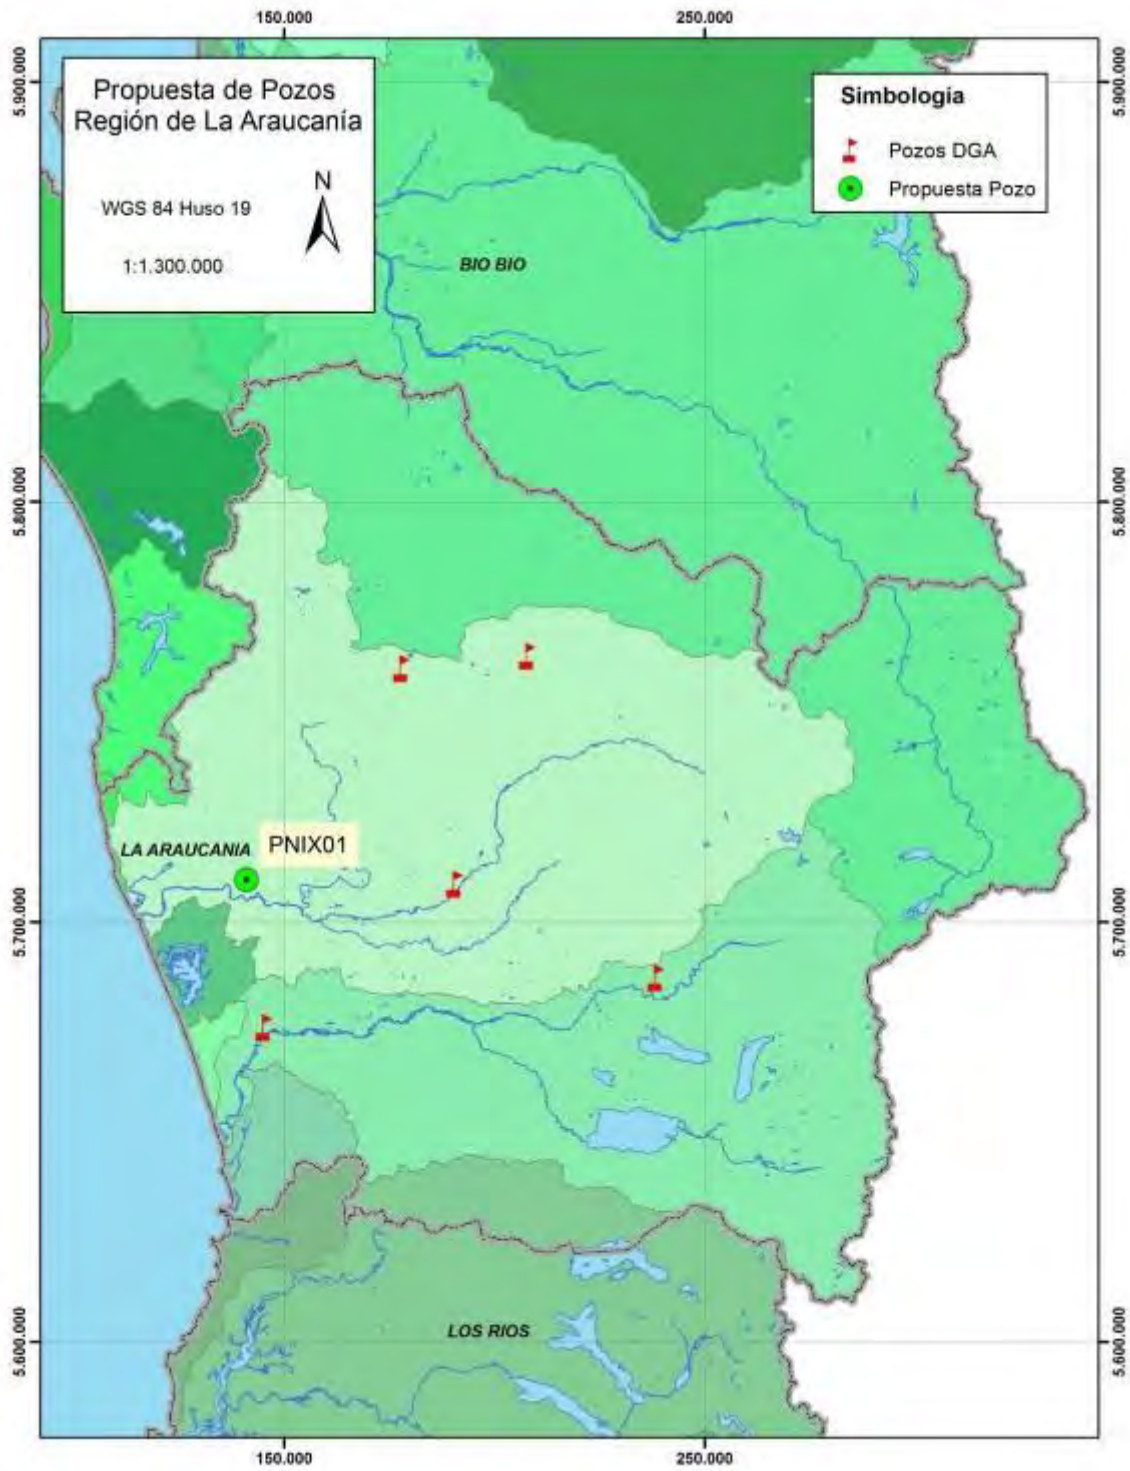 150.000
250.000
5.900.000
5.900.000
Propuesta de Pozos
Región de La Araucanía
WGS 84 Huso 19
N
1:1.300.000
Simbologia
Pozos DGA
Propuesta Pozo
BIO BIO
5.800.000
5.800.000
LA ARAUCANIA
PNIX01
5.700.000
5.700.000
LOS RIOS
5.600.000
5.600.000
150.000
250.000